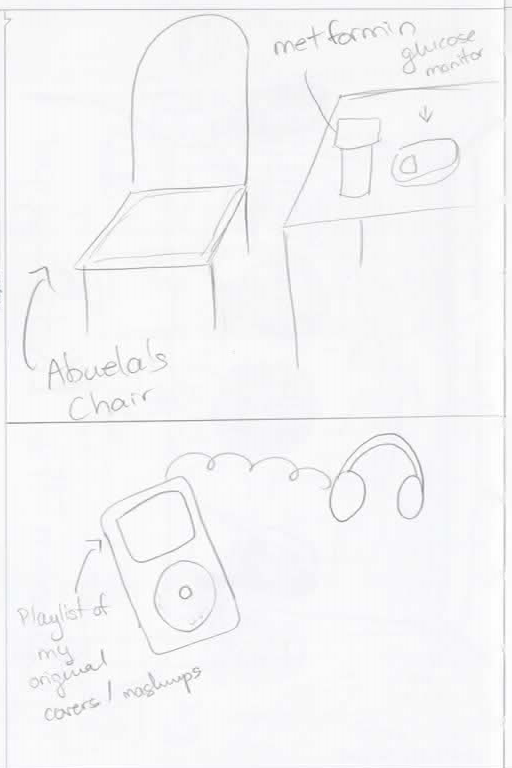 metformin
glucose
monitor
Abuela's
Chair
Playlist of
my
original
covers / mashups